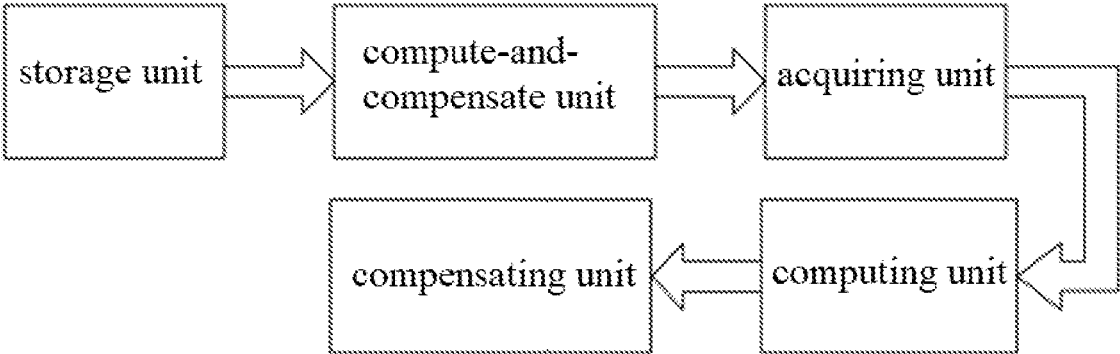 storage unit
compute-and-
compensate unit
acquiring unit
compensating unit
computing unit